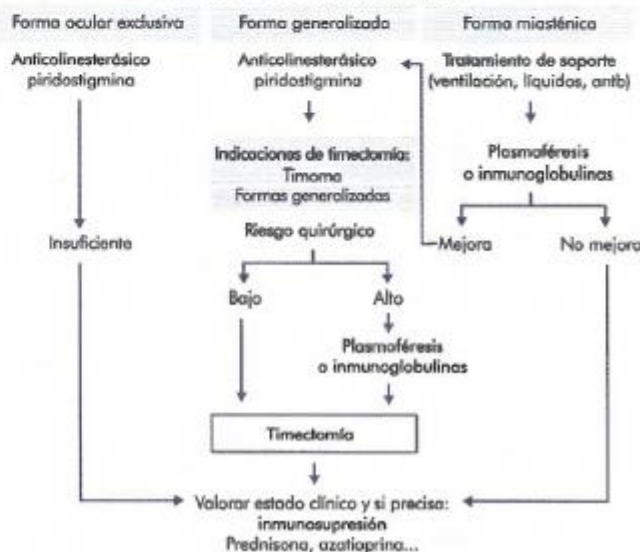 Forma ocular exclusiva
Anticolinesterásico
piridostigmina
Insuficiente
Forma generalizada
Anticolinesterásico
piridostigmina
Indicaciones de timectomía:
Timoma
Formas generalizadas
Riesgo quirúrgico
Bajo
Alto
Plasmoféresis
o inmunoglobulinas
Timectomía
Forma miasténica
Tratamiento de soporte
(ventilación, líquidos, antb)
Plasmoféresis
o inmunoglobulinas
Mejora
No mejora
Valorar estado clínico y si precisa:
inmunosupresión
Prednisona, azatioprina...